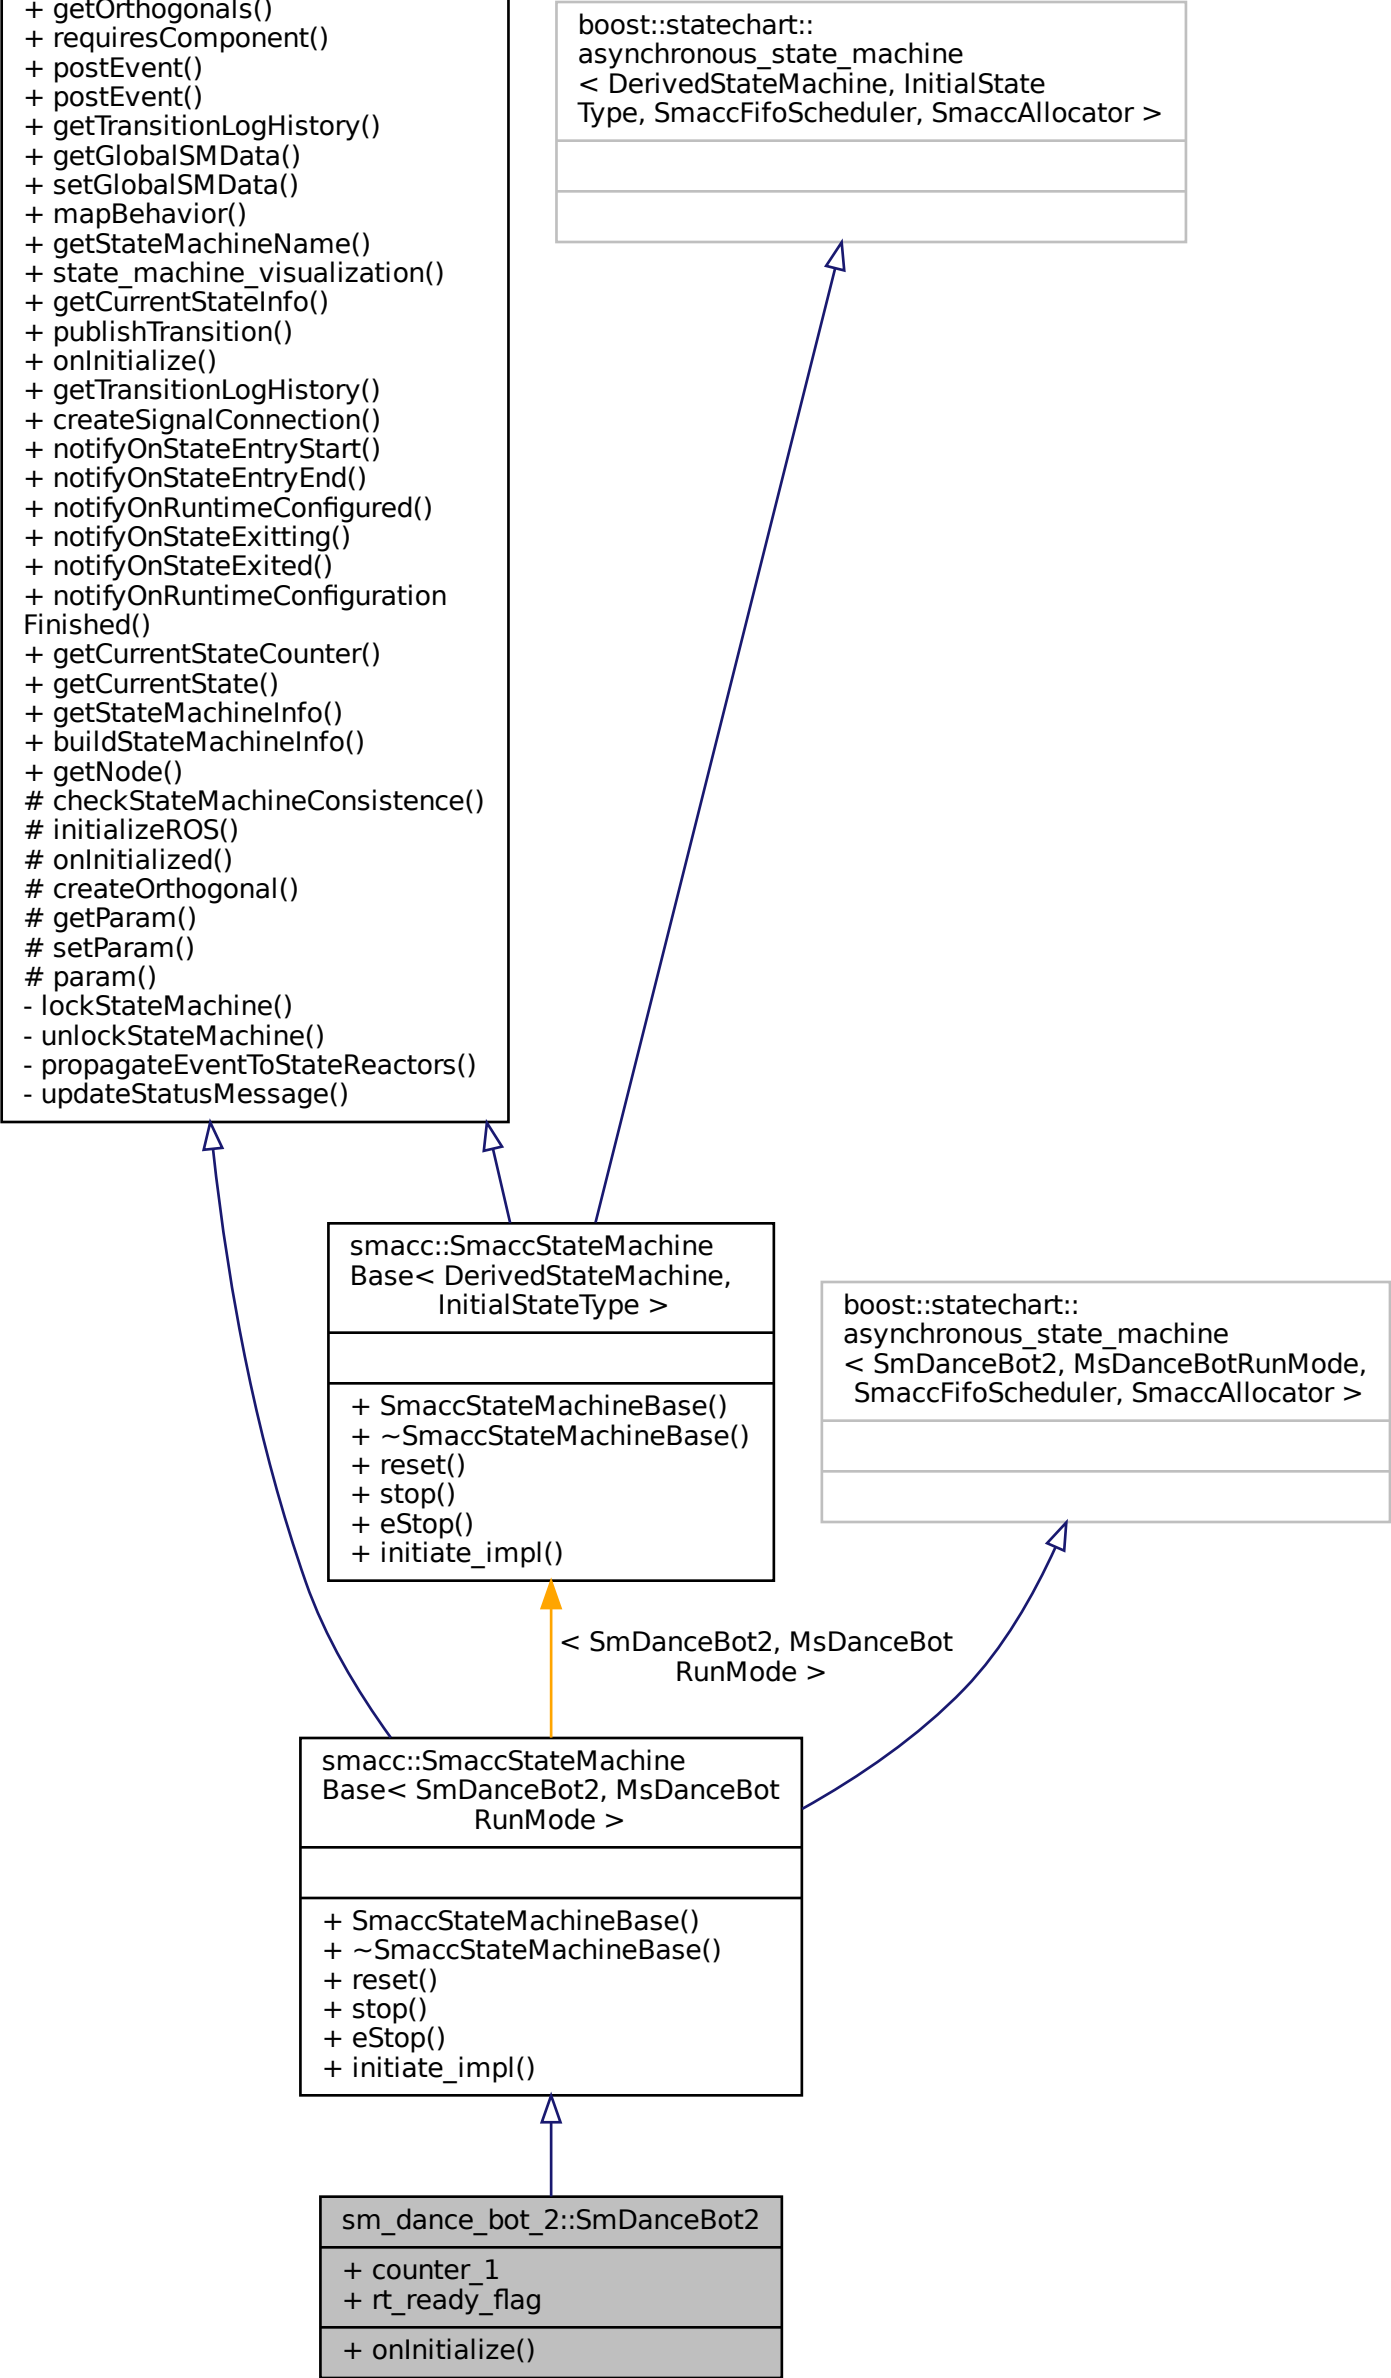 + getOrthogonals()
+ requiresComponent()
+ postEvent()
+ postEvent()
+ getTransitionLogHistory()
+ getGlobalSMData()
+ setGlobalSMData()
+ mapBehavior()
+ getStateMachineName()
+ state_machine_visualization()
+ getCurrentStateInfo()
+ publishTransition()
+ onInitialize()
+ getTransitionLogHistory()
+ createSignalConnection()
+ notifyOnStateEntryStart()
+ notifyOnStateEntryEnd()
+ notifyOnRuntimeConfigured()
+ notifyOnStateExitting()
+ notifyOnStateExited()
+ notifyOnRuntimeConfiguration
Finished()
+ getCurrentStateCounter()
+ getCurrentState()
+ getStateMachineInfo()
+ buildStateMachineInfo()
+ getNode()
# checkStateMachineConsistence()
# initializeROS()
# onInitialized()
# createOrthogonal()
# getParam()
# setParam()
# param()
- lockStateMachine()
- unlockStateMachine()
- propagateEventToStateReactors()
- updateStatusMessage()
boost::statechart::
asynchronous_state_machine
< DerivedStateMachine, InitialState
Type, SmaccFifoScheduler, SmaccAllocator >
smacc::SmaccStateMachine
Base< DerivedStateMachine,
InitialStateType >
+ SmaccStateMachineBase()
+ ~SmaccStateMachineBase()
+ reset()
+ stop()
+ eStop()
+ initiate_impl()
boost::statechart::
asynchronous_state_machine
< SmDanceBot2, MsDanceBotRunMode,
SmaccFifoScheduler, SmaccAllocator >
< SmDanceBot2, MsDanceBot
RunMode >
smacc::SmaccStateMachine
Base< SmDanceBot2, MsDanceBot
RunMode >
+ SmaccStateMachineBase()
+ ~SmaccStateMachineBase()
+ reset()
+ stop()
+ eStop()
+ initiate_impl()
sm_dance_bot_2::SmDanceBot2
+ counter_1
+ rt_ready_flag
+ onInitialize()